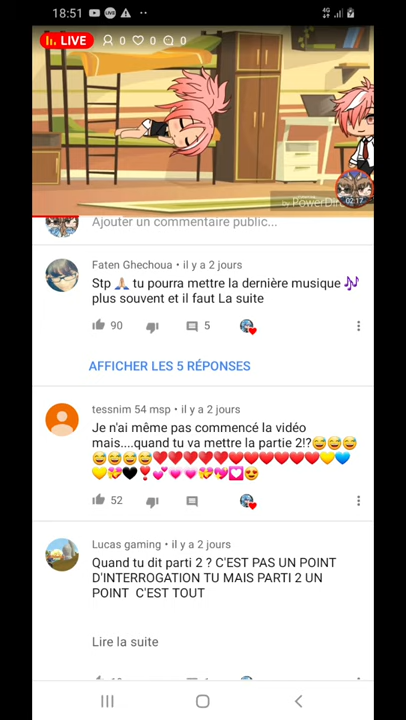 18:51
4G
LIVE 0 0 0
by PowerDir
02:17
Ajouter un commentaire public...
Faten Ghechoua • il y a 2 jours
Stp 🙏 tu pourra mettre la dernière musique 🎶
plus souvent et il faut La suite
90 5
AFFICHER LES 5 RÉPONSES
tessnim 54 msp • il y a 2 jours
Je n'ai même pas commencé la vidéo
mais....quand tu va mettre la partie 2!?😅😅😅
😅😅😅😅❤️❤️❤️❤️❤️❤️❤️❤️❤️❤️❤️💛💙
💛💝🖤❣️💕💗💗💝💘💟😍
52
Lucas gaming • il y a 2 jours
Quand tu dit parti 2 ? C'EST PAS UN POINT
D'INTERROGATION TU MAIS PARTI 2 UN
POINT C'EST TOUT
Lire la suite